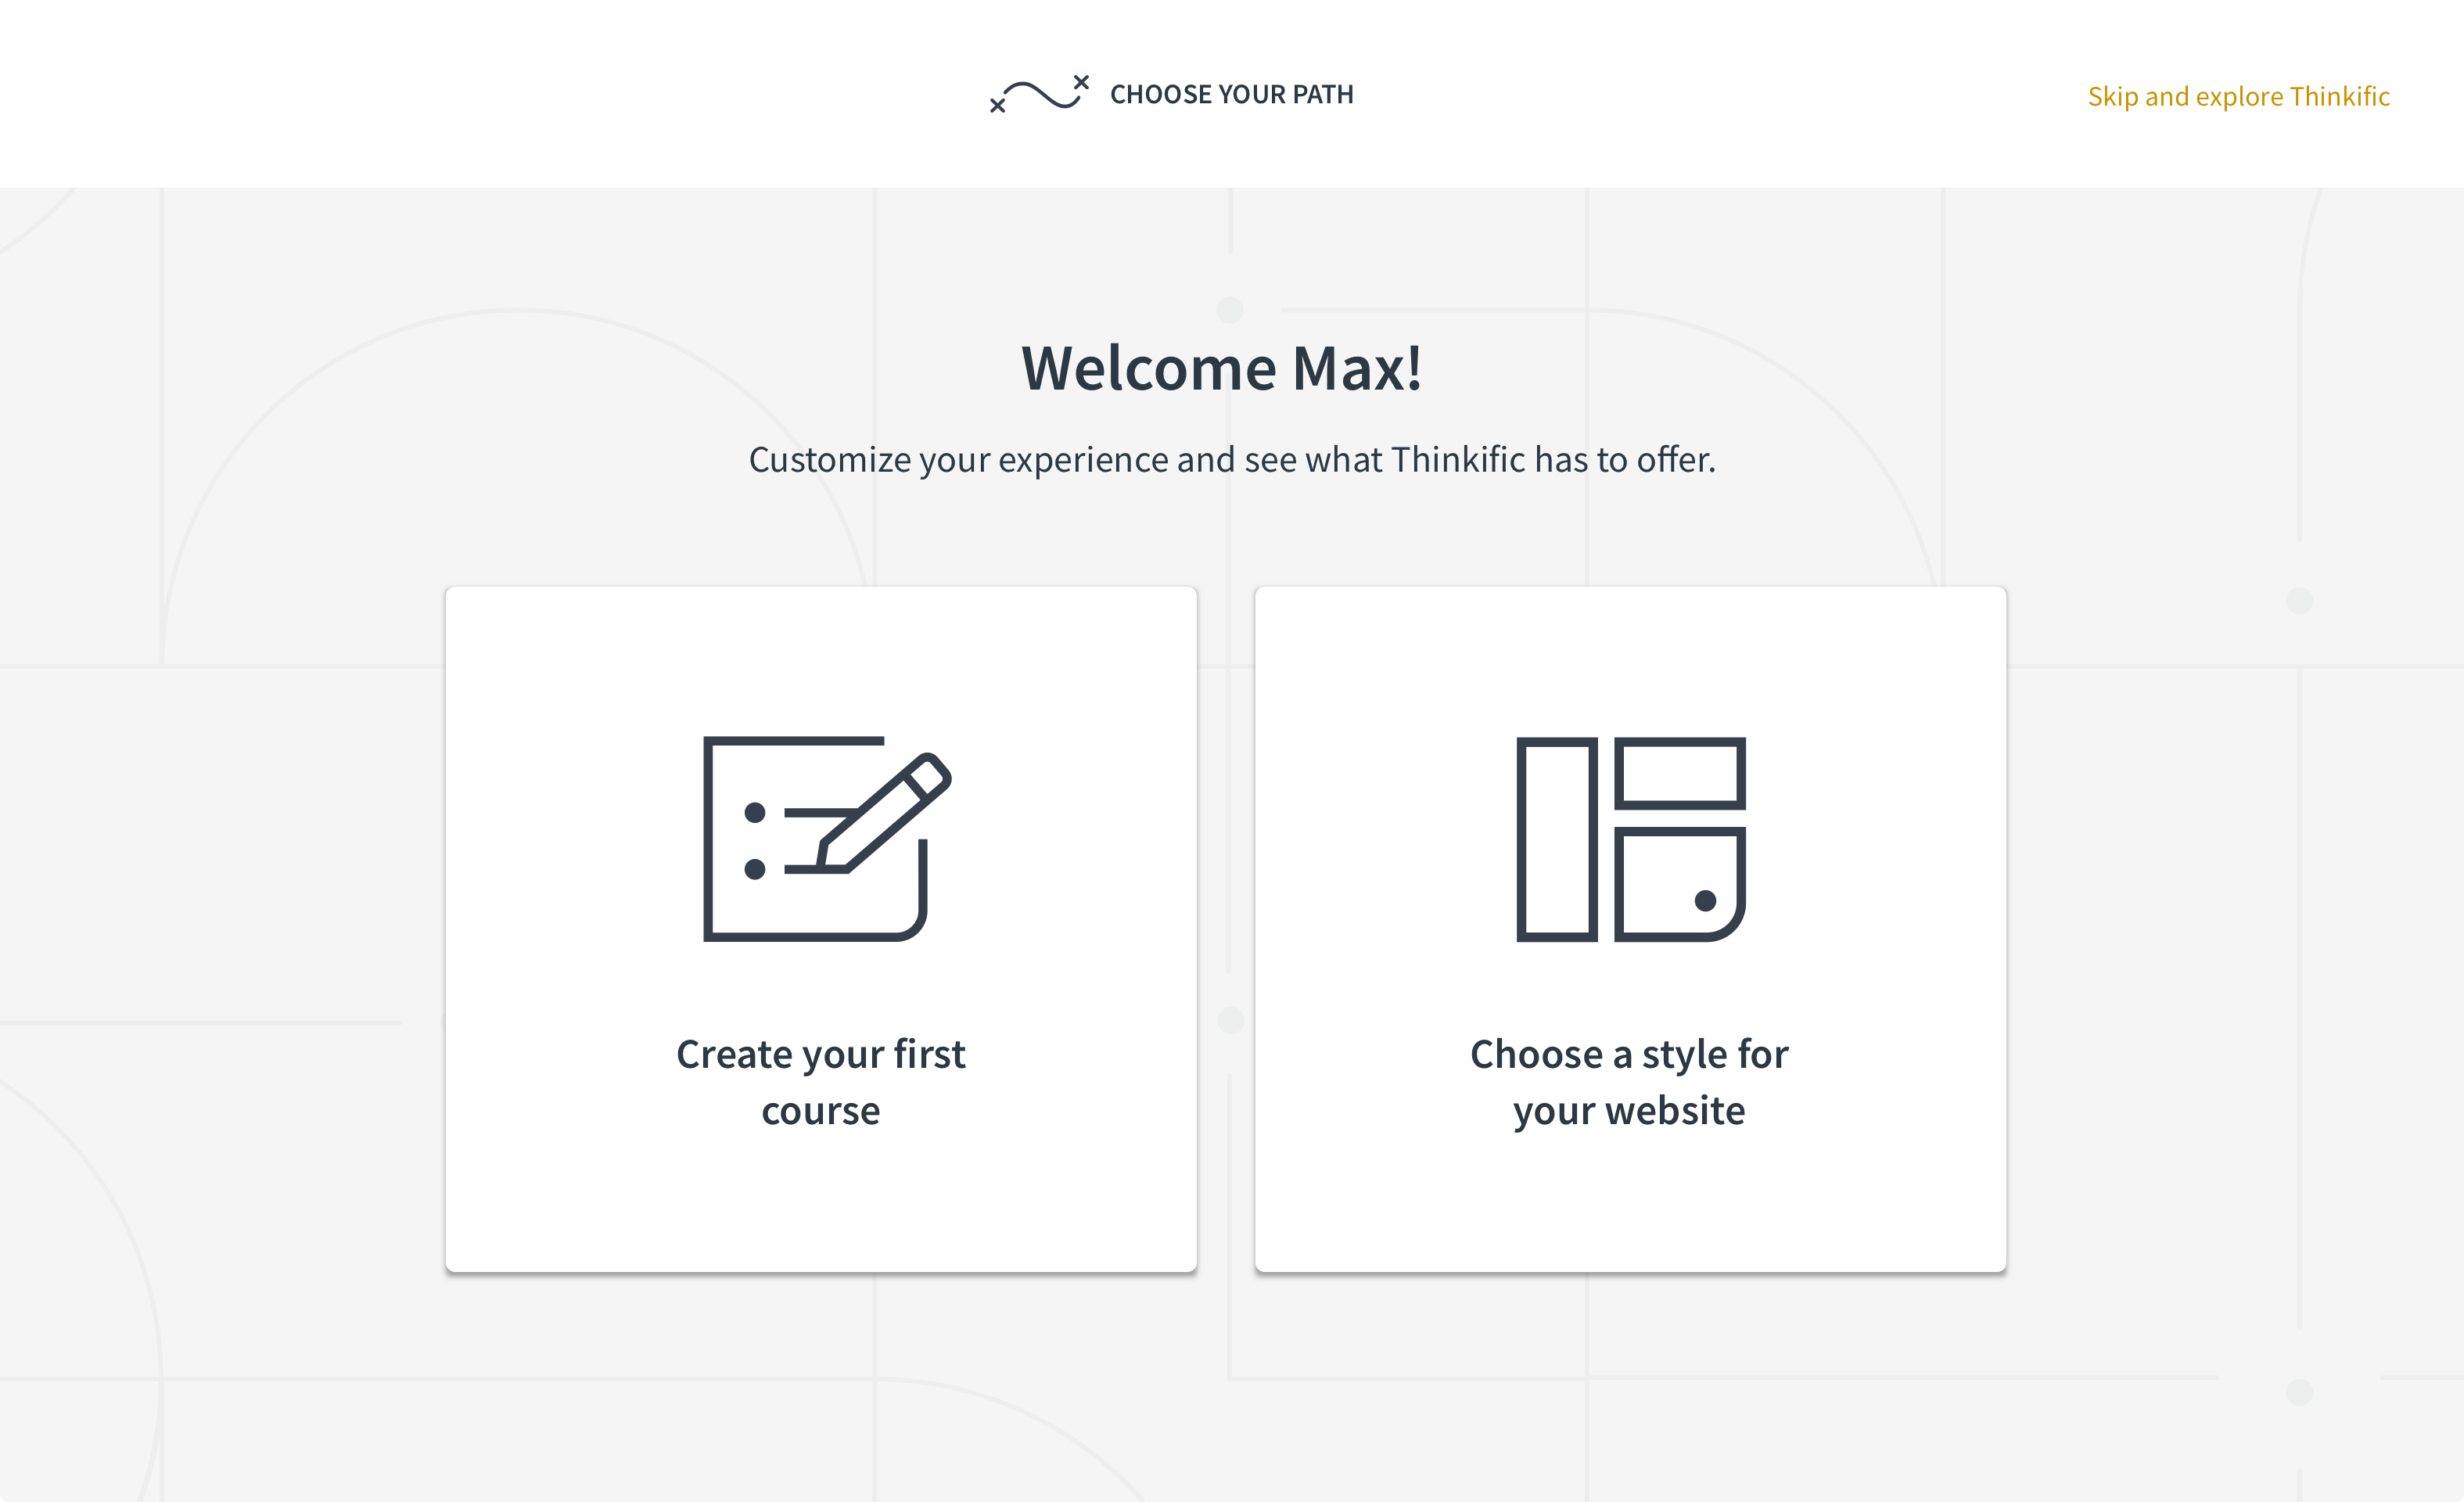 CHOOSE YOUR PATH
Skip and explore Thinkific
Welcome Max!
Customize your experience and see what Thinkific has to offer.
Create your first
course
Choose a style for
your website